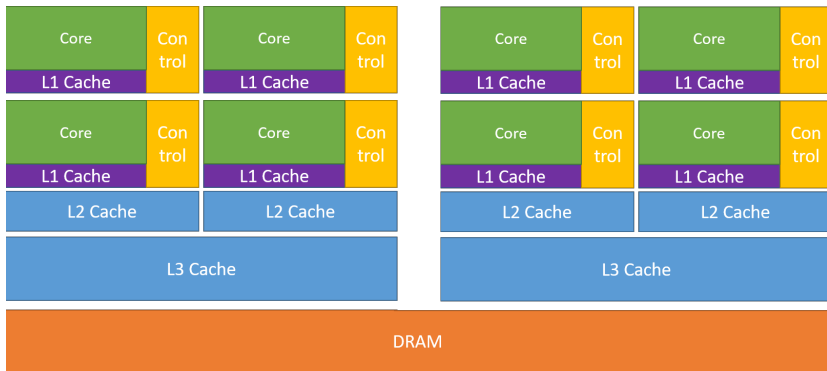 Core
Con
trol
L1 Cache
Core
Con
trol
L1 Cache
Core
Con
trol
L1 Cache
Core
Con
trol
L1 Cache
Core
Con
trol
L1 Cache
Core
Con
trol
L1 Cache
Core
Con
trol
L1 Cache
Core
Con
trol
L1 Cache
L2 Cache
L2 Cache
L2 Cache
L2 Cache
L3 Cache
L3 Cache
DRAM